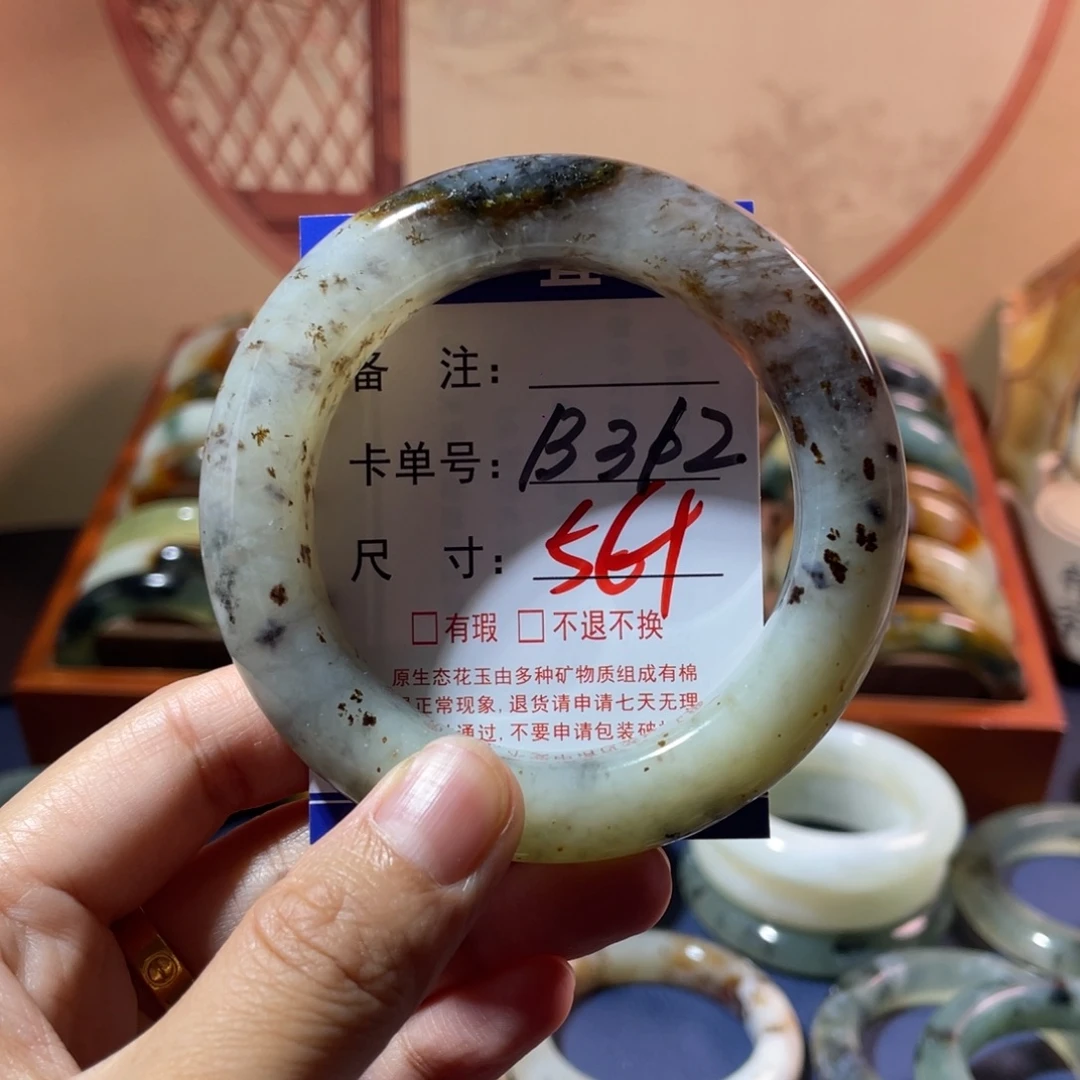 备 注:
卡单号: B362
尺 寸: 561
□有瑕 □不退不换
原生态花玉由多种矿物质组成有棉
正常现象,退货请申请七天无理
通过,不要申请包装破